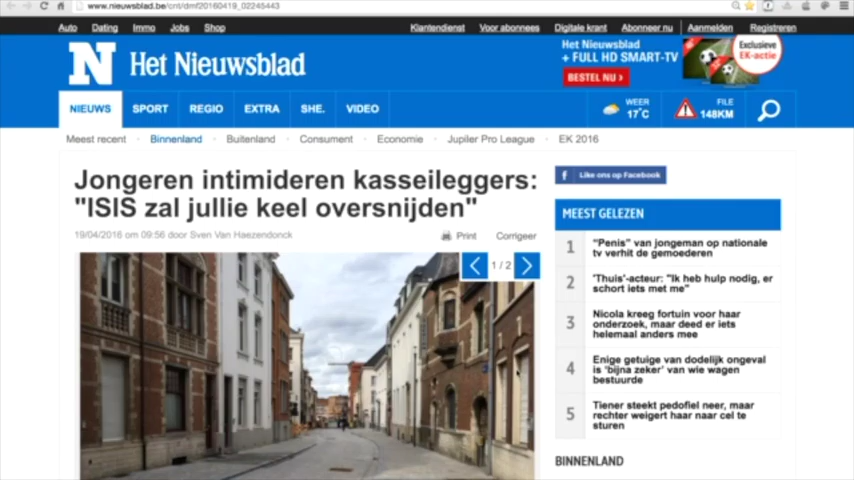 www.nieuwsblad.be/cnt/dmf20160419_02245443
Auto Dating Immo Jobs Shop Klantendienst Voor abonnees Digitale krant Abonneer nu Aanmelden Registreren
N Het Nieuwsblad
Het Nieuwsblad
+ FULL HD SMART-TV
BESTEL NU
Exclusieve
EK-actie
NIEUWS SPORT REGIO EXTRA SHE. VIDEO
WEER
17°C
FILE
148KM
Meest recent Binnenland Buitenland Consument Economie Jupiler Pro League EK 2016
Jongeren intimideren kasseileggers:
"ISIS zal jullie keel oversnijden"
19/04/2016 om 09:56 door Sven Van Haezendonck
Print Corrigeer
1 / 2
f Like ons op Facebook
MEEST GELEZEN
1 "Penis" van jongeman op nationale
tv verhit de gemoederen
2 'Thuis'-acteur: "Ik heb hulp nodig, er
schort iets met me"
3 Nicola kreeg fortuin voor haar
onderzoek, maar deed er iets
helemaal anders mee
4 Enige getuige van dodelijk ongeval
is 'bijna zeker' van wie wagen
bestuurde
5 Tiener steekt pedofiel neer, maar
rechter weigert haar naar cel te
sturen
BINNENLAND